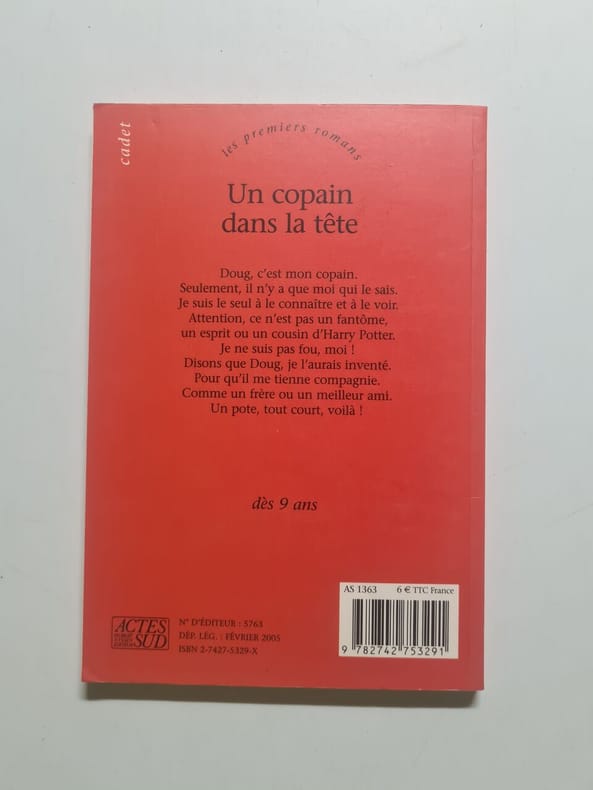 cadet
les premiers romans
Un copain
dans la tête
Doug, c'est mon copain.
Seulement, il n'y a que moi qui le sais.
Je suis le seul à le connaître et à le voir.
Attention, ce n'est pas un fantôme,
un esprit ou un cousin d'Harry Potter.
Je ne suis pas fou, moi !
Disons que Doug, je l'aurais inventé.
Pour qu'il me tienne compagnie.
Comme un frère ou un meilleur ami.
Un pote, tout court, voilà !
dès 9 ans
AS 1363 6 € TTC France
9 782742 753291
ACTES
SUD
N° D'ÉDITEUR : 5763
DÉP. LÉG. : FÉVRIER 2005
ISBN 2-7427-5329-X